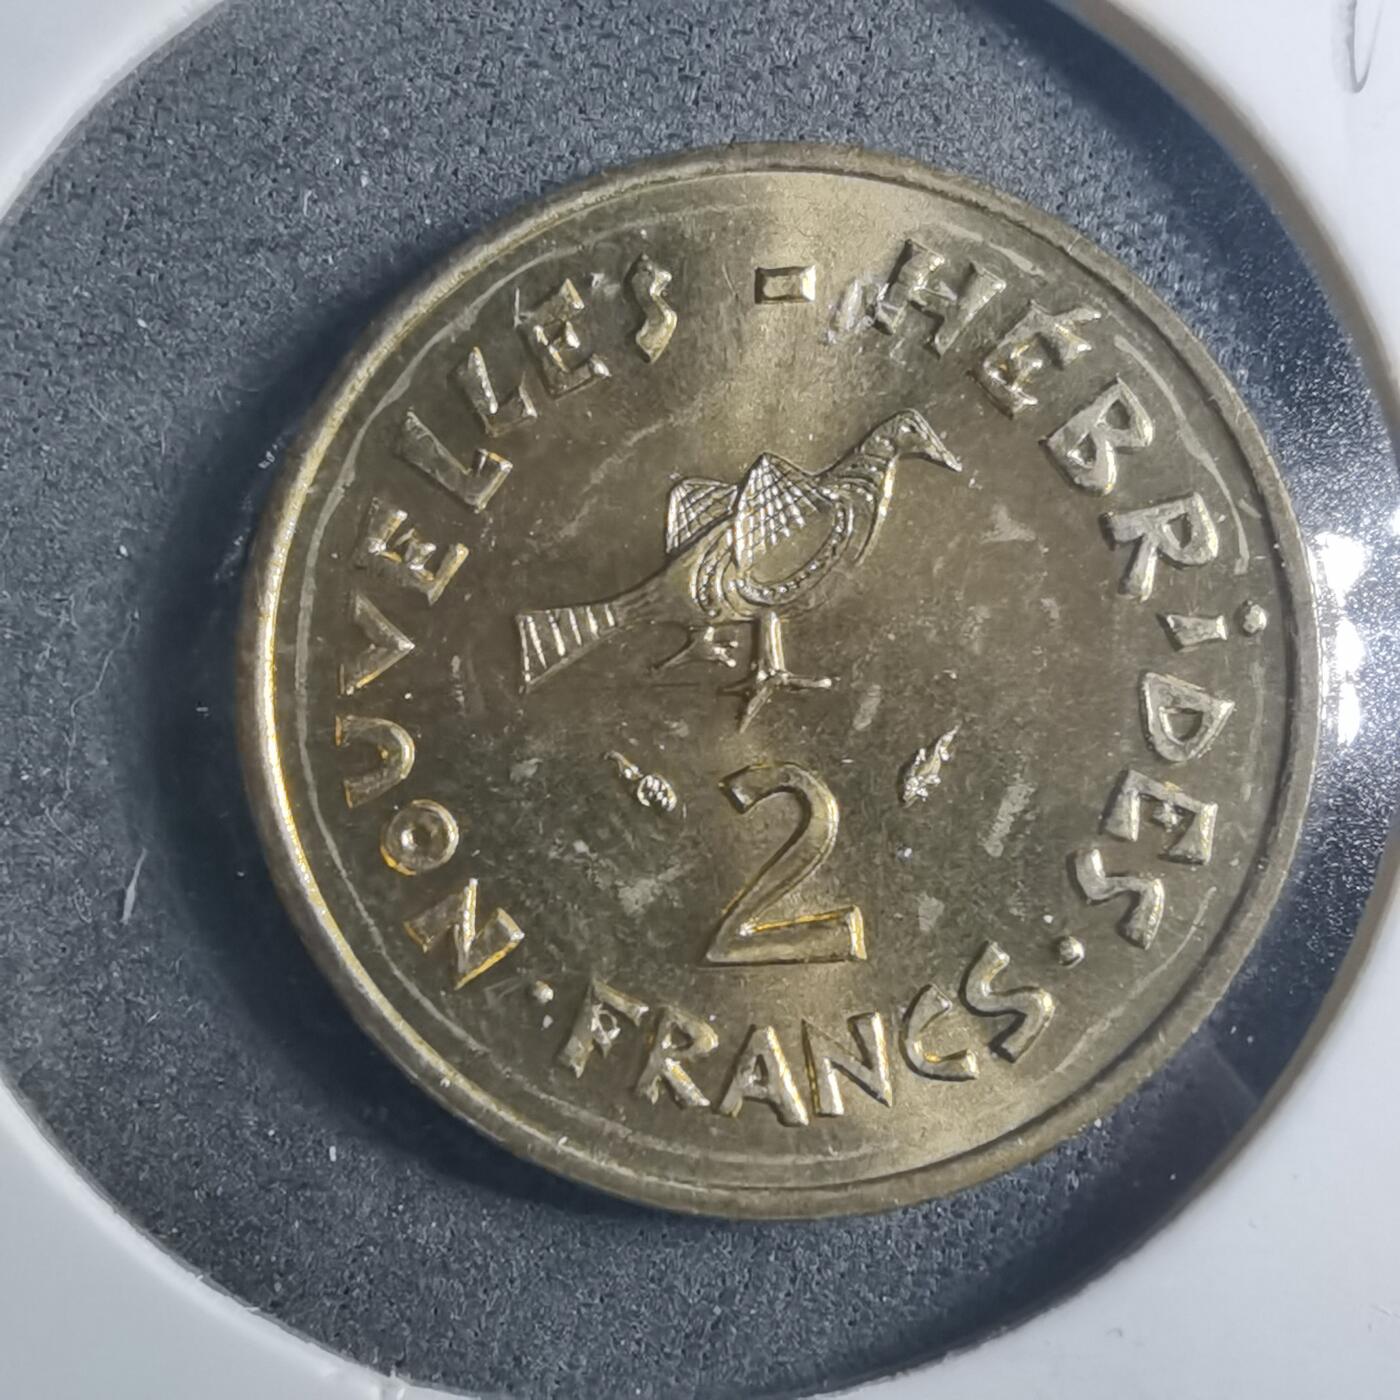 NOUVELLES - HÉBRiDES
2
· FRANCS ·